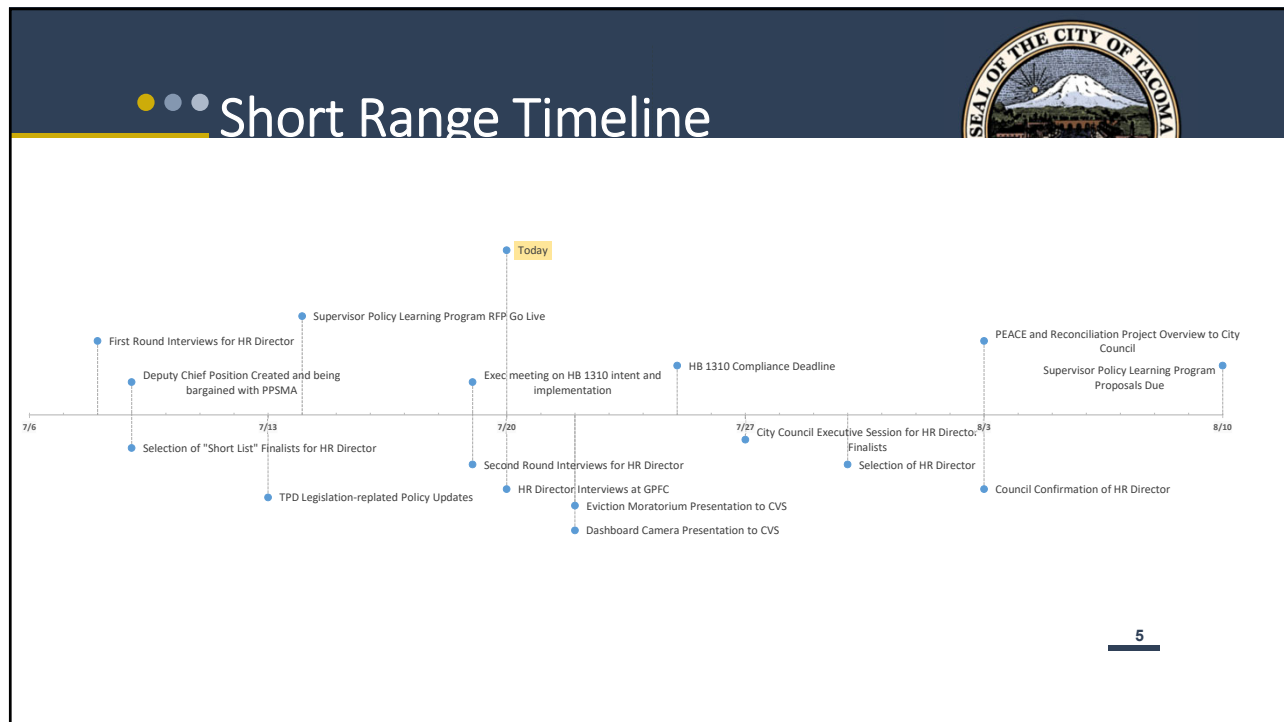 Short Range Timeline
SEAL OF THE CITY OF TACOMA
Today
Supervisor Policy Learning Program RFP Go Live
First Round Interviews for HR Director
PEACE and Reconciliation Project Overview to City
Council
HB 1310 Compliance Deadline
Supervisor Policy Learning Program
Proposals Due
Deputy Chief Position Created and being
bargained with PPSMA
Exec meeting on HB 1310 intent and
implementation
7/6
7/13
7/20
7/27
8/3
8/10
City Council Executive Session for HR Director
Finalists
Selection of "Short List" Finalists for HR Director
Second Round Interviews for HR Director
Selection of HR Director
TPD Legislation-replated Policy Updates
HR Director Interviews at GPFC
Council Confirmation of HR Director
Eviction Moratorium Presentation to CVS
Dashboard Camera Presentation to CVS
5